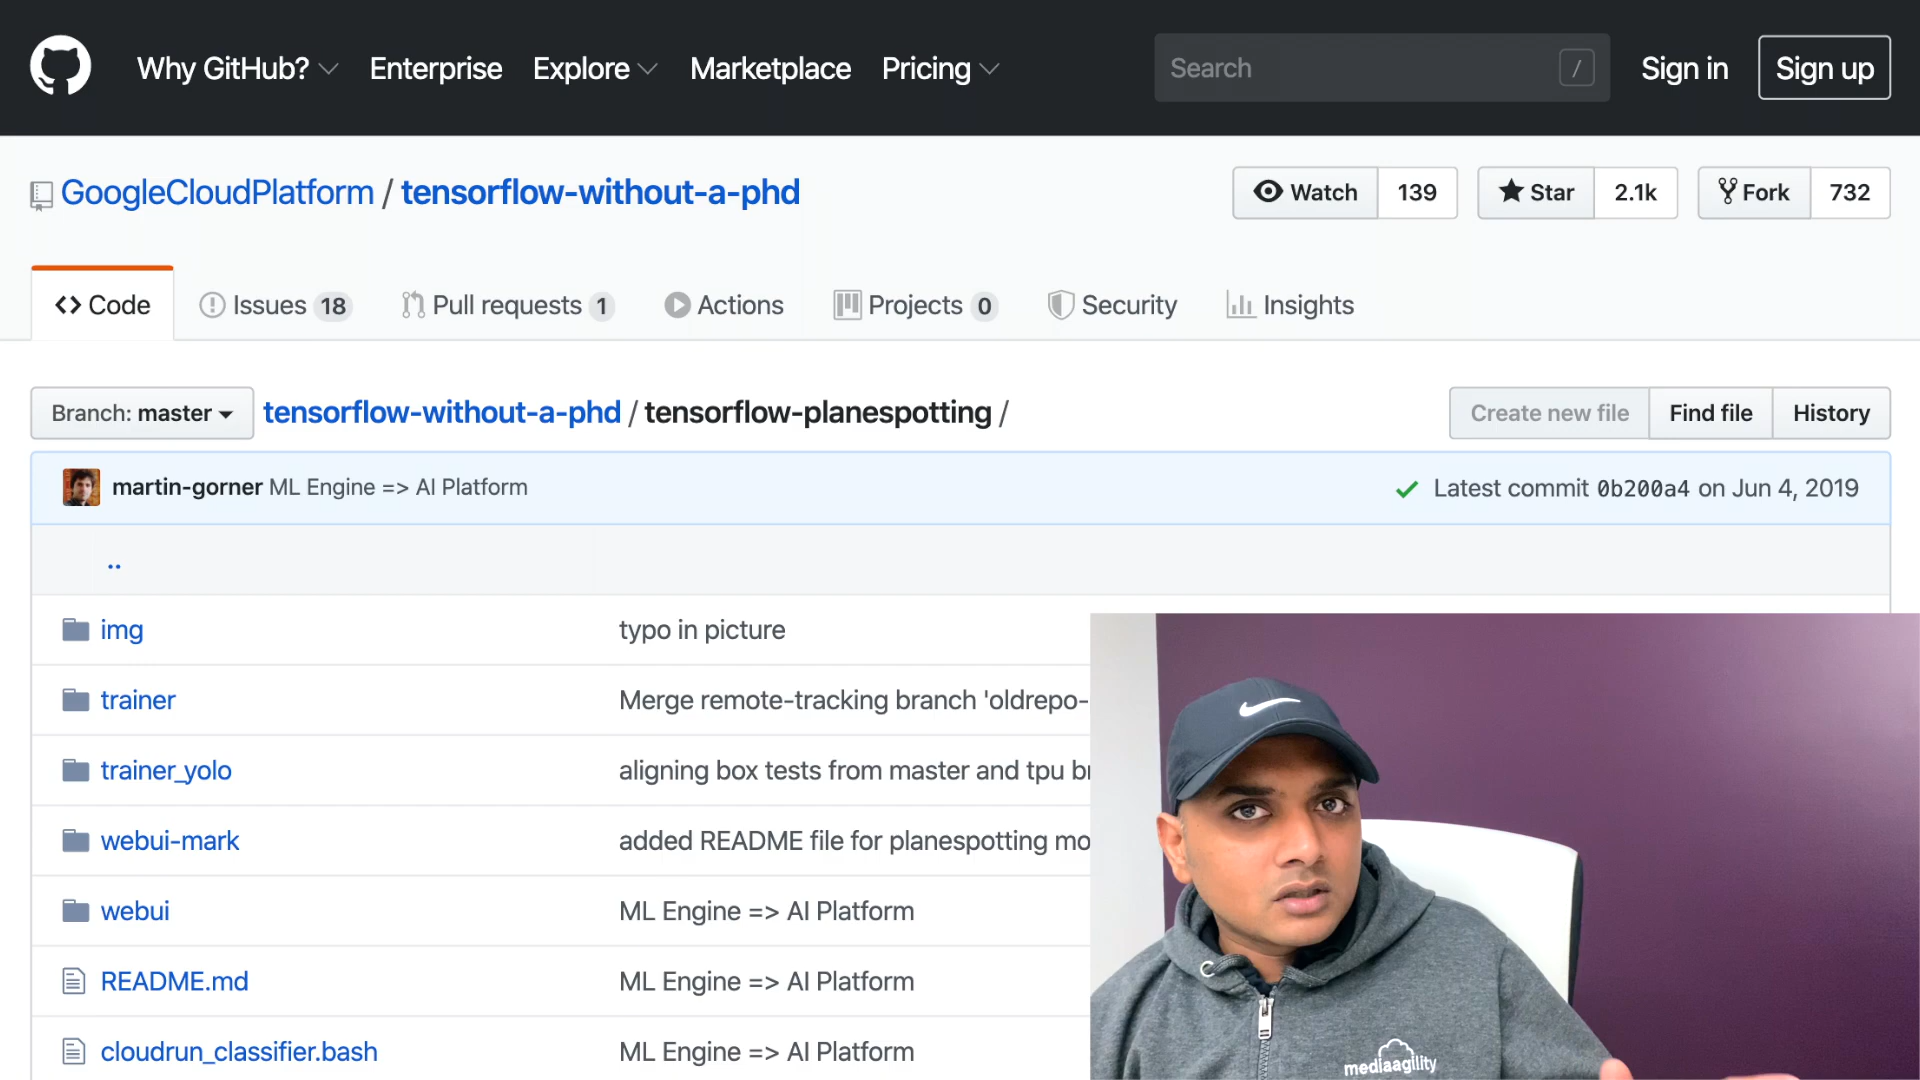 Why GitHub? Enterprise Explore Marketplace Pricing Search / Sign in Sign up
GoogleCloudPlatform / tensorflow-without-a-phd Watch 139 Star 2.1k Fork 732
Code Issues 18 Pull requests 1 Actions Projects 0 Security Insights
Branch: master tensorflow-without-a-phd / tensorflow-planespotting / Create new file Find file History
martin-gorner ML Engine => AI Platform Latest commit 0b200a4 on Jun 4, 2019
..
img typo in picture
trainer Merge remote-tracking branch 'oldrepo-
trainer_yolo aligning box tests from master and tpu
webui-mark added README file for planespotting mo
webui ML Engine => AI Platform
README.md ML Engine => AI Platform
cloudrun_classifier.bash ML Engine => AI Platform
mediaagility